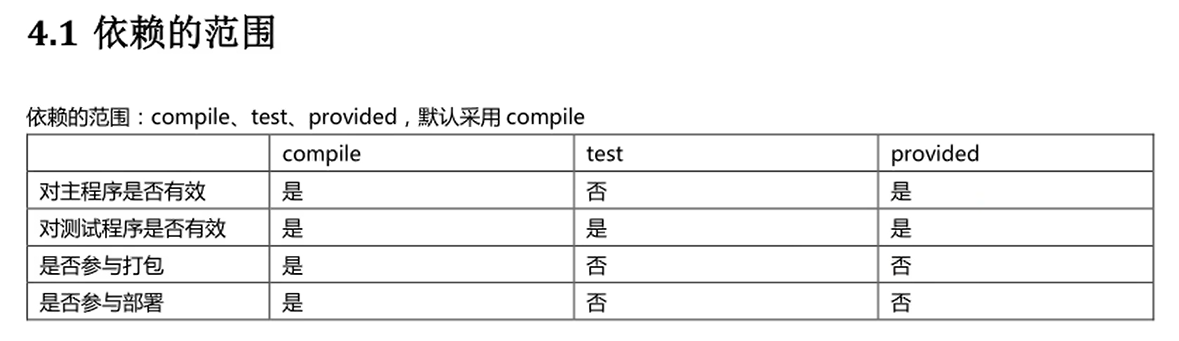 4.1 依赖的范围
依赖的范围：compile、test、provided，默认采用 compile
compile test provided
对主程序是否有效 是 否 是
对测试程序是否有效 是 是 是
是否参与打包 是 否 否
是否参与部署 是 否 否